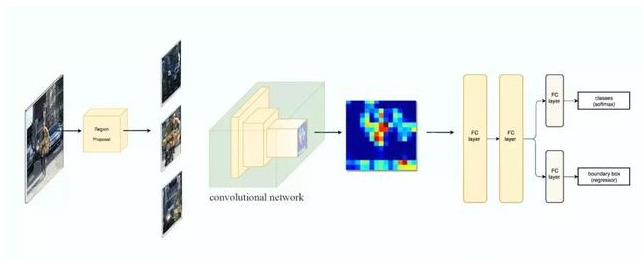 Region
Proposal
convolutional network
FC
layer
FC
layer
FC
layer
classes
(softmax)
FC
layer
boundary box
(regressor)